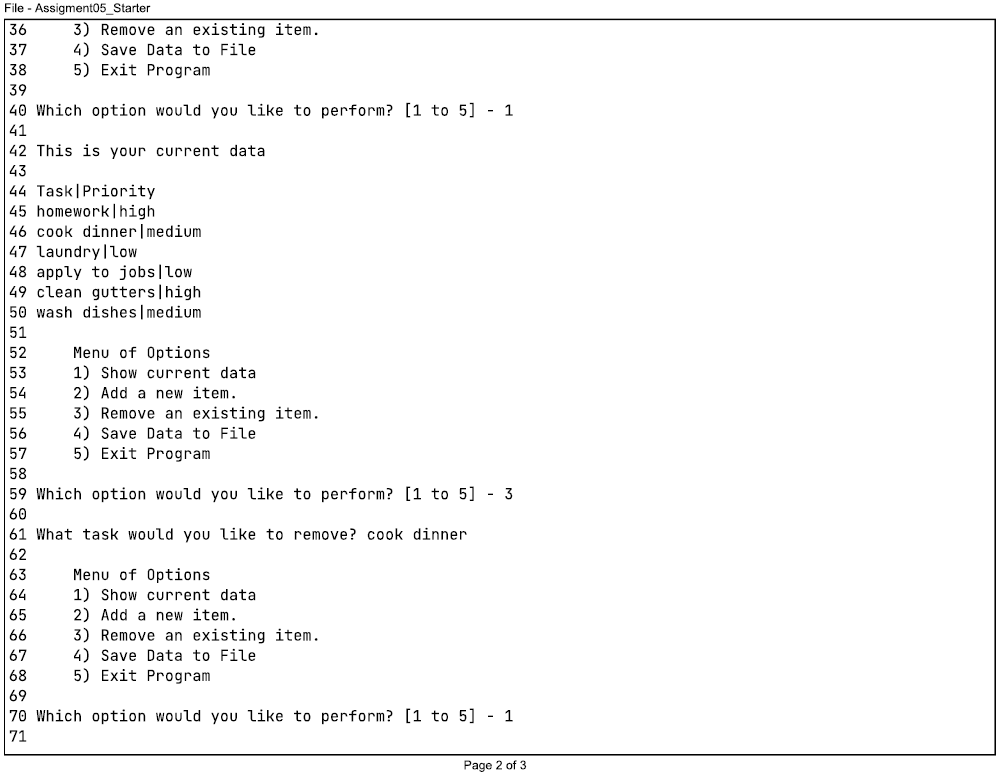 File - Assigment05_Starter
36     3) Remove an existing item.
37     4) Save Data to File
38     5) Exit Program
39
40 Which option would you like to perform? [1 to 5] - 1
41
42 This is your current data
43
44 Task|Priority
45 homework|high
46 cook dinner|medium
47 laundry|low
48 apply to jobs|low
49 clean gutters|high
50 wash dishes|medium
51
52     Menu of Options
53     1) Show current data
54     2) Add a new item.
55     3) Remove an existing item.
56     4) Save Data to File
57     5) Exit Program
58
59 Which option would you like to perform? [1 to 5] - 3
60
61 What task would you like to remove? cook dinner
62
63     Menu of Options
64     1) Show current data
65     2) Add a new item.
66     3) Remove an existing item.
67     4) Save Data to File
68     5) Exit Program
69
70 Which option would you like to perform? [1 to 5] - 1
71
Page 2 of 3